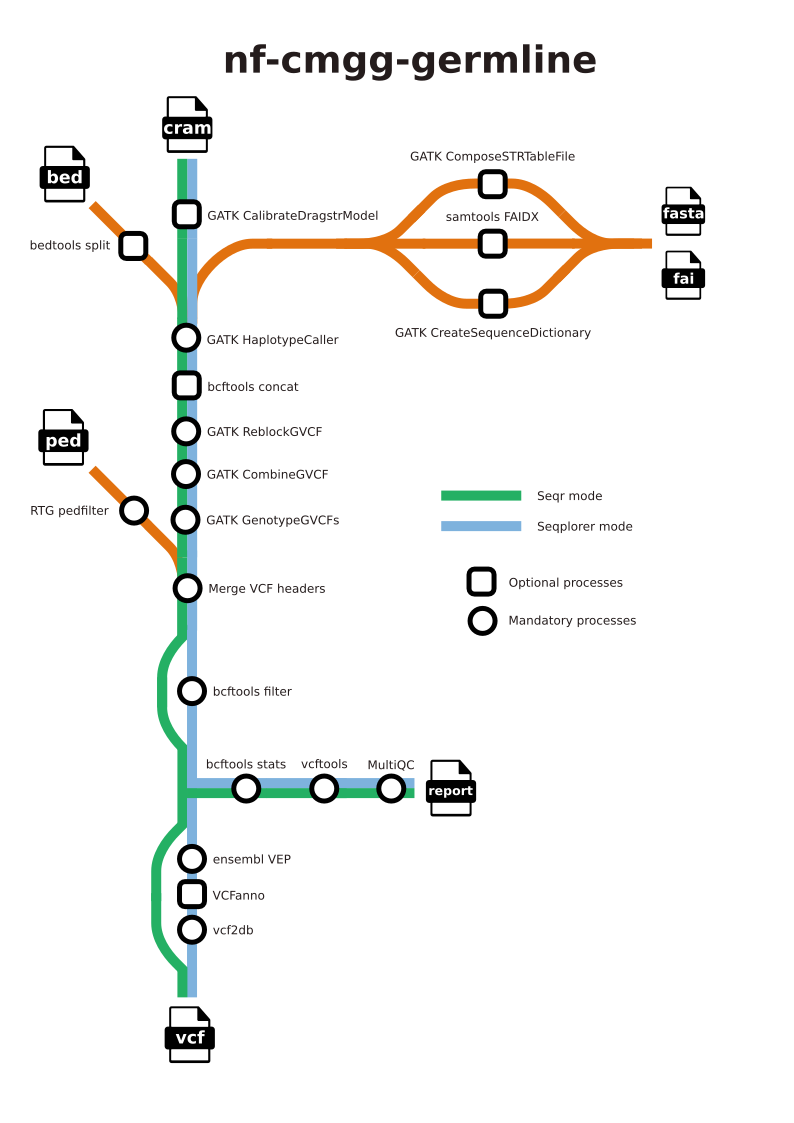 nf-cmgg-germline
cram
bed
GATK ComposeSTRTableFile
fasta
GATK CalibrateDragstrModel
samtools FAIDX
bedtools split
fai
GATK CreateSequenceDictionary
GATK HaplotypeCaller
bcftools concat
GATK ReblockGVCF
ped
GATK CombineGVCF
RTG pedfilter
GATK GenotypeGVCFs
Merge VCF headers
Seqr mode
Seqplorer mode
Optional processes
Mandatory processes
bcftools filter
bcftools stats
vcftools
MultiQC
report
ensembl VEP
VCFanno
vcf2db
vcf